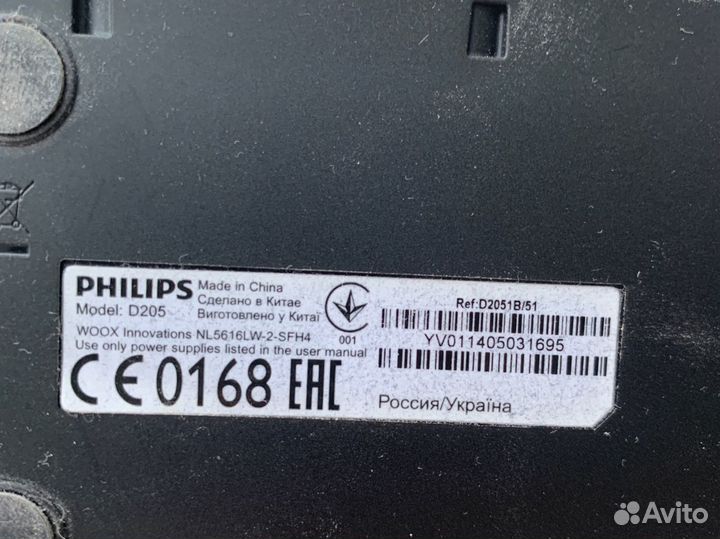 PHILIPS
Made in China
Сделано в Китае
Виготовлено у Китаї
Model: D205
WOOX Innovations NL5616LW-2-SFH4
Use only power supplies listed in the user manual
001
CE 0168 EAC
Ref:D2051B/51
YV011405031695
Россия/Україна
Avito